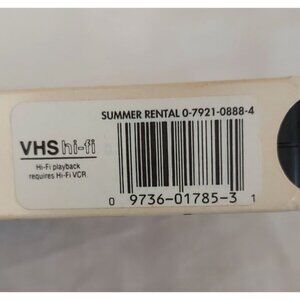 SUMMER RENTAL 0-7921-0888-4
VHS hi-fi
Hi-Fi playback
requires Hi-Fi VCR
0 9736-01785-3 1